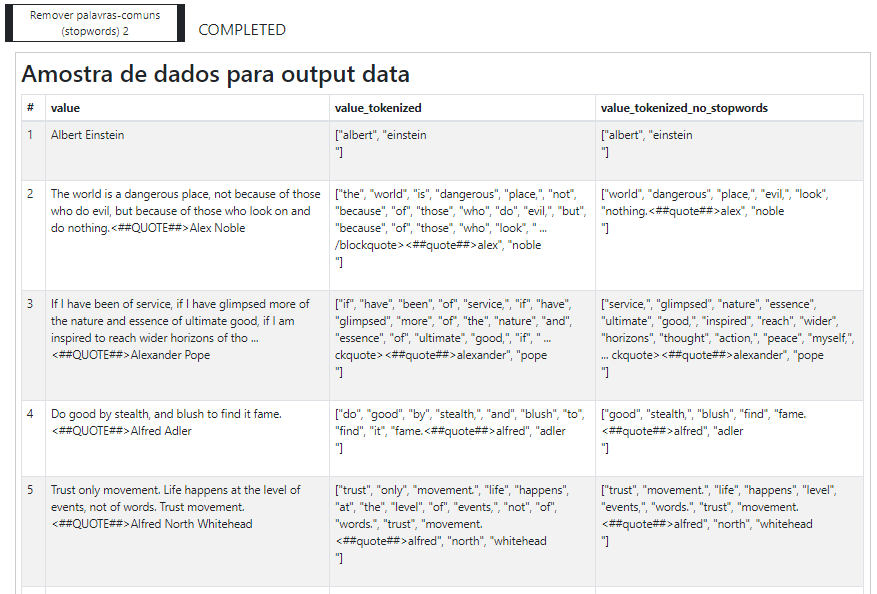 Remover palavras-comuns
(stopwords) 2
COMPLETED
Amostra de dados para output data
# value value_tokenized value_tokenized_no_stopwords
1 Albert Einstein
["albert", "einstein
"]
["albert", "einstein
"]
2 The world is a dangerous place, not because of those
who do evil, but because of those who look on and
do nothing.<##QUOTE##>Alex Noble
["the", "world", "is", "dangerous", "place,", "not",
"because", "of", "those", "who", "do", "evil,", "but",
"because", "of", "those", "who", "look", " ...
/blockquote><##quote##>alex", "noble
"]
["world", "dangerous", "place,", "evil,", "look",
"nothing.<##quote##>alex", "noble
"]
3 If I have been of service, if I have glimpsed more of
the nature and essence of ultimate good, if I am
inspired to reach wider horizons of tho ...
<##QUOTE##>Alexander Pope
["if", "have", "been", "of", "service,", "if", "have",
"glimpsed", "more", "of", "the", "nature", "and",
"essence", "of", "ultimate", "good,", "if", " ...
ckquote><##quote##>alexander", "pope
"]
["service,", "glimpsed", "nature", "essence",
"ultimate", "good,", "inspired", "reach", "wider",
"horizons", "thought", "action,", "peace", "myself,",
... ckquote><##quote##>alexander", "pope
"]
4 Do good by stealth, and blush to find it fame.
<##QUOTE##>Alfred Adler
["do", "good", "by", "stealth,", "and", "blush", "to",
"find", "it", "fame.<##quote##>alfred", "adler
"]
["good", "stealth,", "blush", "find", "fame.
<##quote##>alfred", "adler
"]
5 Trust only movement. Life happens at the level of
events, not of words. Trust movement.
<##QUOTE##>Alfred North Whitehead
["trust", "only", "movement.", "life", "happens",
"at", "the", "level", "of", "events,", "not", "of",
"words.", "trust", "movement.
<##quote##>alfred", "north", "whitehead
"]
["trust", "movement.", "life", "happens", "level",
"events,", "words.", "trust", "movement.
<##quote##>alfred", "north", "whitehead
"]